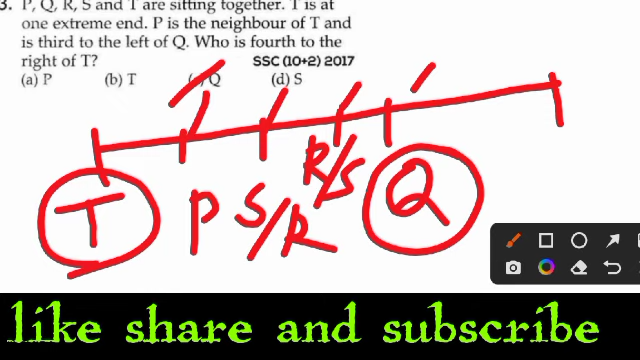 3. P, Q, R, S and T are sitting together. T is at
one extreme end. P is the neighbour of T and
is third to the left of Q. Who is fourth to the
right of T? SSC (10+2) 2017
(a) P (b) T (c) Q (d) S
T P S/R R/S Q
like share and subscribe